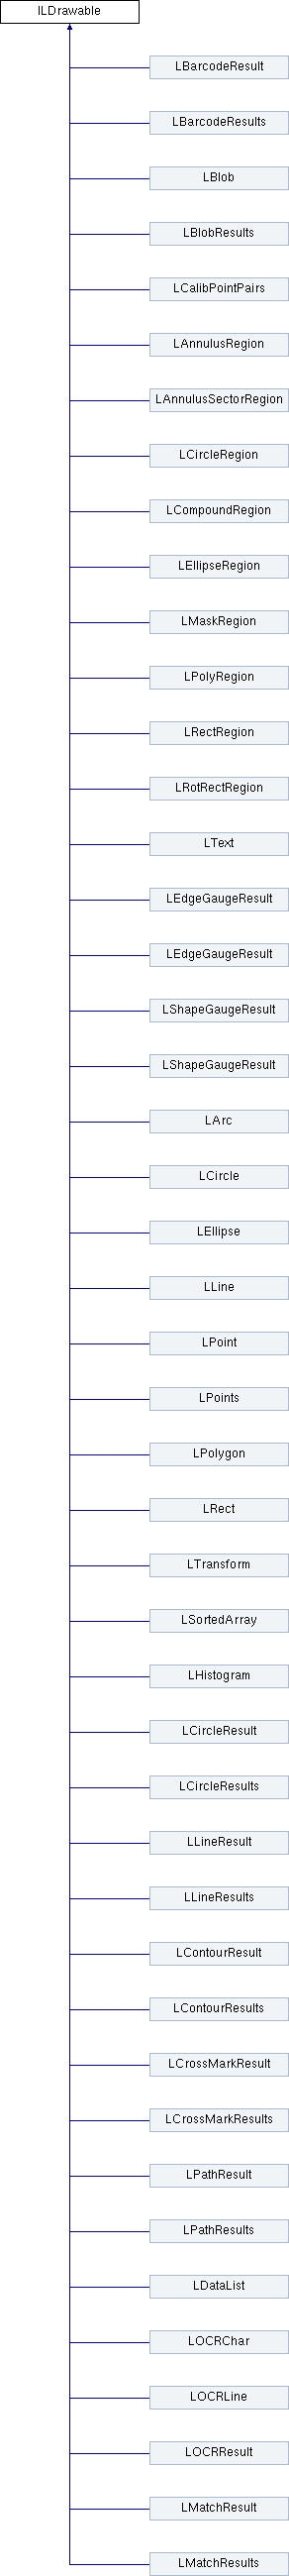 ILDrawable
LBarcodeResult
LBarcodeResults
LBlob
LBlobResults
LCalibPointPairs
LAnnulusRegion
LAnnulusSectorRegion
LCircleRegion
LCompoundRegion
LEllipseRegion
LMaskRegion
LPolyRegion
LRectRegion
LRotRectRegion
LText
LEdgeGaugeResult
LEdgeGaugeResult
LShapeGaugeResult
LShapeGaugeResult
LArc
LCircle
LEllipse
LLine
LPoint
LPoints
LPolygon
LRect
LTransform
LSortedArray
LHistogram
LCircleResult
LCircleResults
LLineResult
LLineResults
LContourResult
LContourResults
LCrossMarkResult
LCrossMarkResults
LPathResult
LPathResults
LDataList
LOCRChar
LOCRLine
LOCRResult
LMatchResult
LMatchResults